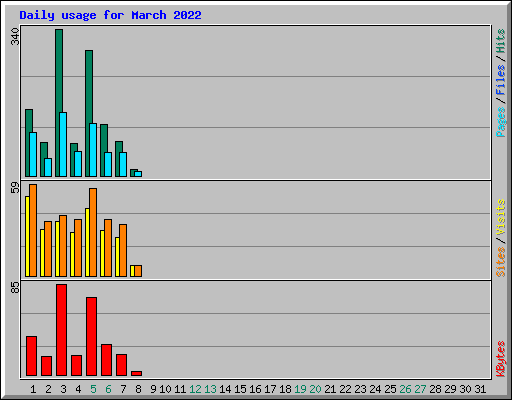 Daily usage for March 2022
340
59
85
Pages / Files / Hits
Sites / Visits
KBytes
1 2 3 4 5 6 7 8 9 10 11 12 13 14 15 16 17 18 19 20 21 22 23 24 25 26 27 28 29 30 31